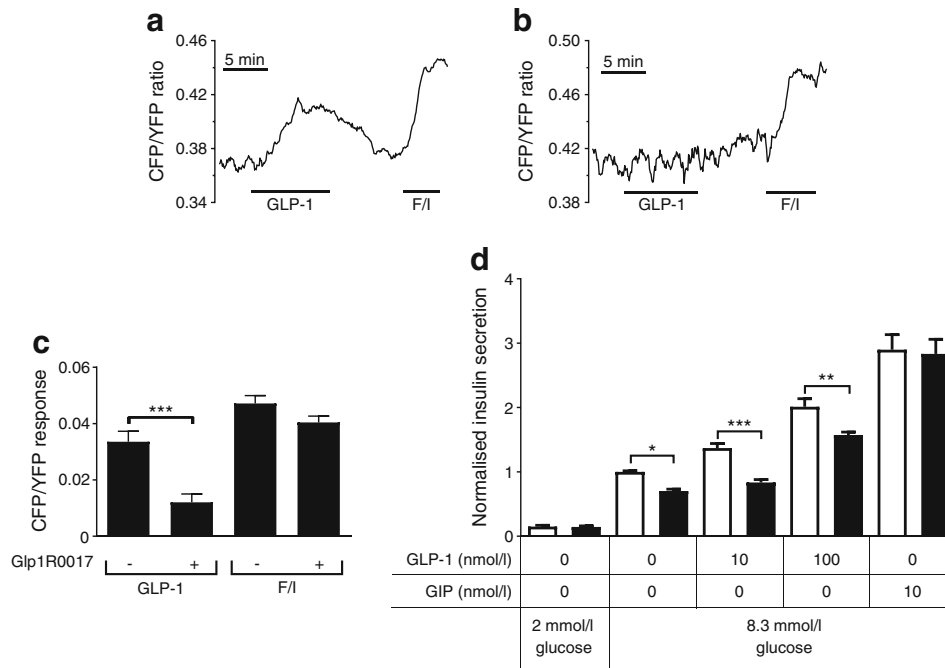 a
0.46
0.42
0.38
0.34
CFP/YFP ratio
5 min
GLP-1
F/I
b
0.50
0.46
0.42
0.38
CFP/YFP ratio
5 min
GLP-1
F/I
c
0.06
0.04
0.02
0
CFP/YFP response
***
Glp1R0017 - + - +
GLP-1 F/I
d
4
3
2
1
0
Normalised insulin secretion
* *** **
GLP-1 (nmol/l) 0 0 10 100 0
GIP (nmol/l) 0 0 0 0 10
2 mmol/l 8.3 mmol/l
glucose glucose